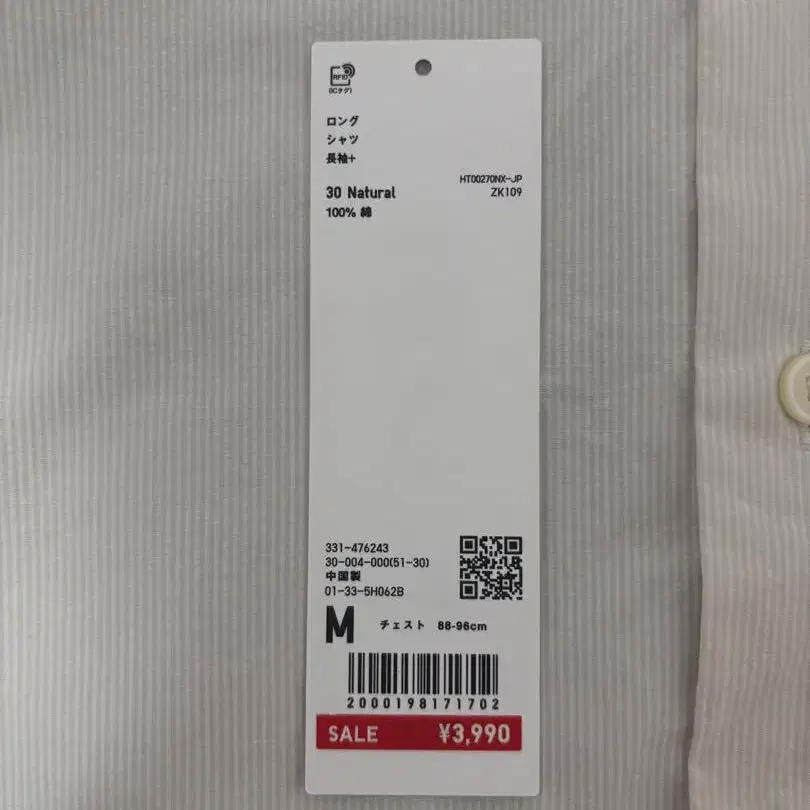 RFID
(ICタグ)
ロング
シャツ
長袖+
HT00270NX-JP
30 Natural
ZK109
100% 綿
331-476243
30-004-000(51-30)
中国製
01-33-5H062B
M チェスト 88-96cm
2000198171702
SALE ¥3,990